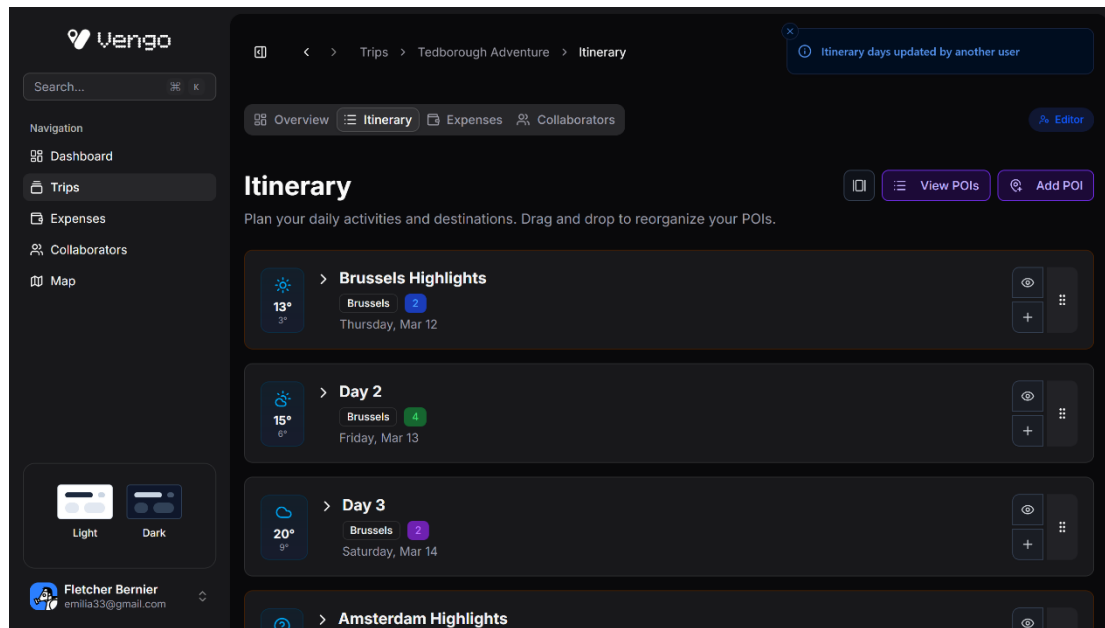 Vengo
Search... ⌘ K
Navigation
Dashboard
Trips
Expenses
Collaborators
Map
Light Dark
Fletcher Bernier
emilia33@gmail.com
Trips > Tedborough Adventure > Itinerary
Itinerary days updated by another user
Overview Itinerary Expenses Collaborators
Editor
Itinerary
View POIs Add POI
Plan your daily activities and destinations. Drag and drop to reorganize your POIs.
13°
3°
Brussels Highlights
Brussels 2
Thursday, Mar 12
15°
6°
Day 2
Brussels 4
Friday, Mar 13
20°
9°
Day 3
Brussels 2
Saturday, Mar 14
Amsterdam Highlights